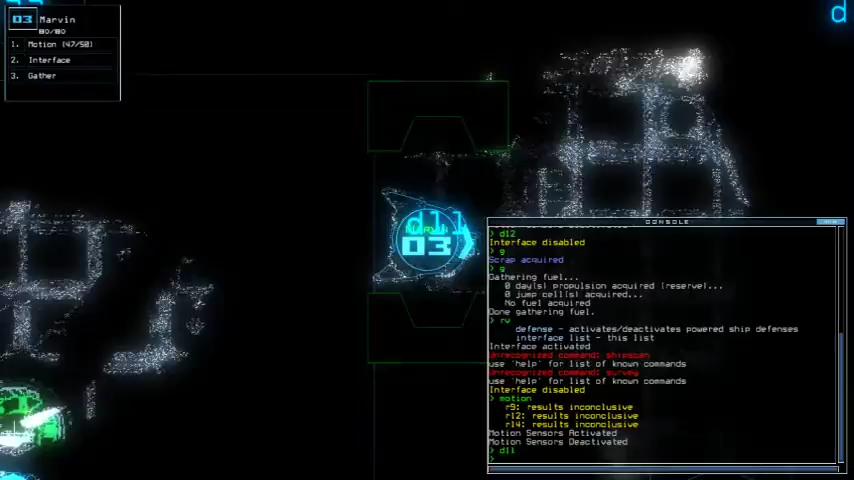 03 Marvin
80/80
1. Motion (47/50)
2. Interface
3. Gather
d
dll
03
CONSOLE
> d12
Interface disabled
> g
Scrap acquired
> g
Gathering fuel...
0 day(s) propulsion acquired (reserve)...
0 jump cell(s) acquired...
No fuel acquired
Done gathering fuel.
> rv
defense - activates/deactivates powered ship defenses
interface list - this list
Interface activated
Unrecognized command: shipscan
use 'help' for list of known commands
Unrecognized command: survey
use 'help' for list of known commands
Interface disabled
> motion
r9: results inconclusive
r12: results inconclusive
r14: results inconclusive
Motion Sensors Activated
Motion Sensors Deactivated
> dll
>